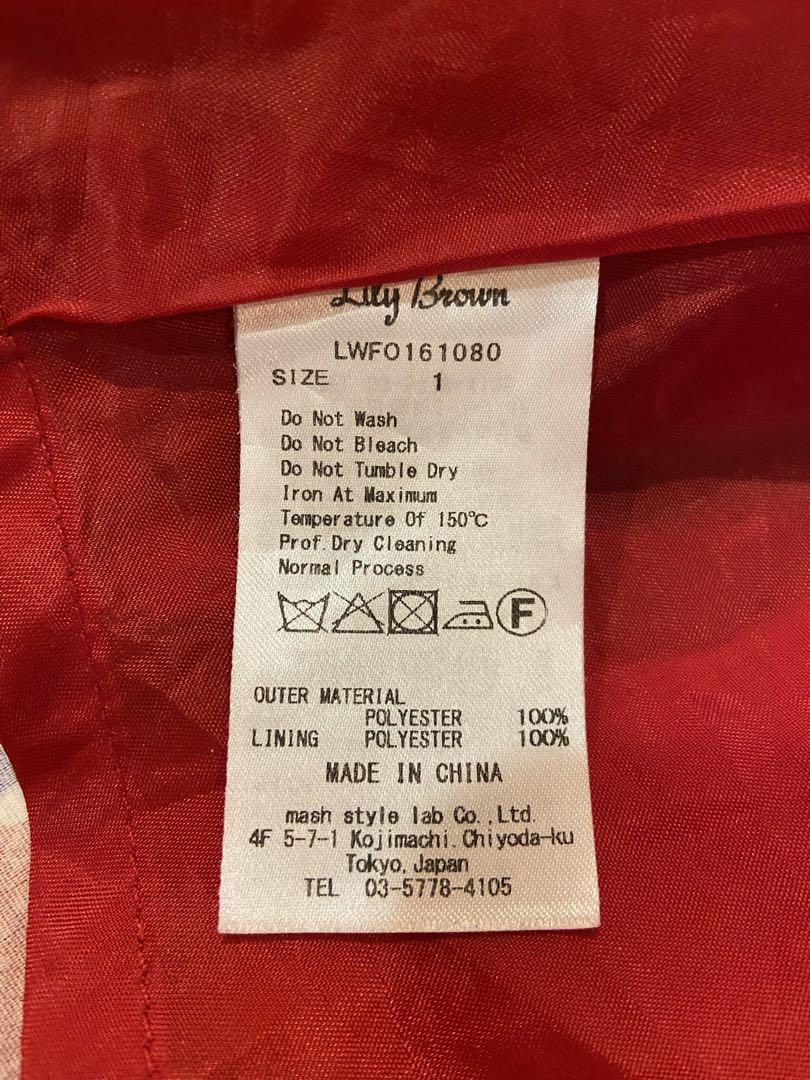 Lily Brown
LWFO161080
SIZE 1
Do Not Wash
Do Not Bleach
Do Not Tumble Dry
Iron At Maximum
Temperature Of 150℃
Prof.Dry Cleaning
Normal Process
F
OUTER MATERIAL
POLYESTER 100%
LINING POLYESTER 100%
MADE IN CHINA
mash style lab Co.,Ltd.
4F 5-7-1 Kojimachi.Chiyoda-ku
Tokyo,Japan
TEL 03-5778-4105